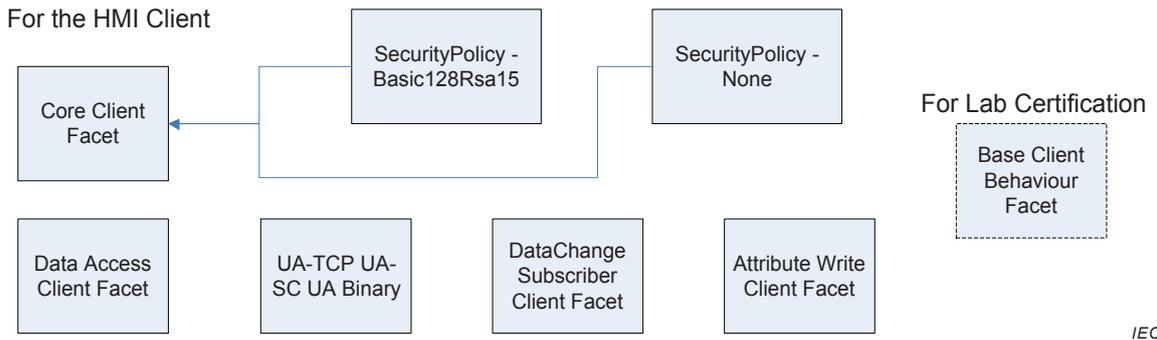 For the HMI Client
SecurityPolicy -
Basic128Rsa15
SecurityPolicy -
None
Core Client
Facet
For Lab Certification
Base Client
Behaviour
Facet
Data Access
Client Facet
UA-TCP UA-
SC UA Binary
DataChange
Subscriber
Client Facet
Attribute Write
Client Facet
IEC